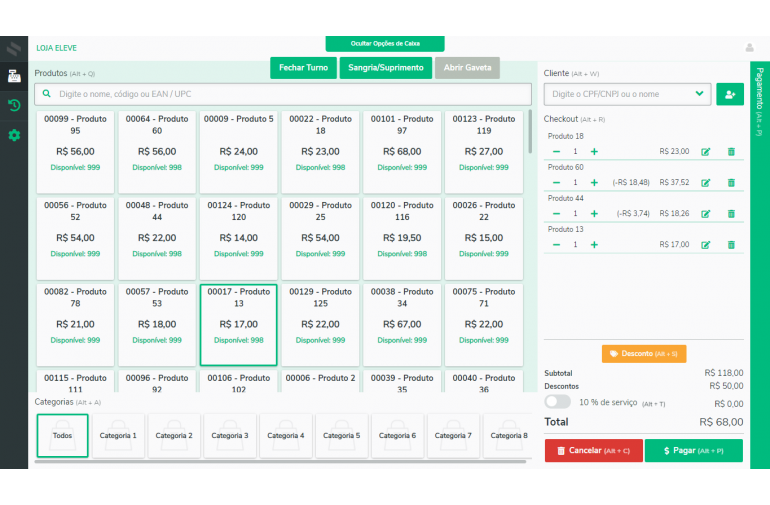 LOJA ELEVE
Ocultar Opções de Caixa
Fechar Turno
Sangria/Suprimento
Abrir Gaveta
Produtos (Alt + Q)
Digite o nome, código ou EAN / UPC
00099 - Produto
95
R$ 56,00
Disponível: 999
00064 - Produto
60
R$ 56,00
Disponível: 998
00009 - Produto 5
R$ 24,00
Disponível: 999
00022 - Produto
18
R$ 23,00
Disponível: 998
00101 - Produto
97
R$ 68,00
Disponível: 999
00123 - Produto
119
R$ 27,00
Disponível: 999
00056 - Produto
52
R$ 54,00
Disponível: 999
00048 - Produto
44
R$ 22,00
Disponível: 998
00124 - Produto
120
R$ 14,00
Disponível: 999
00029 - Produto
25
R$ 54,00
Disponível: 999
00120 - Produto
116
R$ 19,50
Disponível: 998
00026 - Produto
22
R$ 15,00
Disponível: 999
00082 - Produto
78
R$ 21,00
Disponível: 999
00057 - Produto
53
R$ 18,00
Disponível: 999
00017 - Produto
13
R$ 17,00
Disponível: 998
00129 - Produto
125
R$ 22,00
Disponível: 999
00038 - Produto
34
R$ 67,00
Disponível: 999
00075 - Produto
71
R$ 22,00
Disponível: 999
00115 - Produto
111
00096 - Produto
92
00106 - Produto
102
00006 - Produto 2
00039 - Produto
35
00040 - Produto
36
Categorias (Alt + A)
Todos
Categoria 1
Categoria 2
Categoria 3
Categoria 4
Categoria 5
Categoria 6
Categoria 7
Categoria 8
Cliente (Alt + W)
Digite o CPF/CNPJ ou o nome
Checkout (Alt + R)
Produto 18
1 R$ 23,00
Produto 60
1 (-R$ 18,48) R$ 37,52
Produto 44
1 (-R$ 3,74) R$ 18,26
Produto 13
1 R$ 17,00
Desconto (Alt + S)
Subtotal R$ 118,00
Descontos R$ 50,00
10 % de serviço (Alt + T) R$ 0,00
Total R$ 68,00
Cancelar (Alt + C)
$ Pagar (Alt + P)
Pagamento (Alt + P)